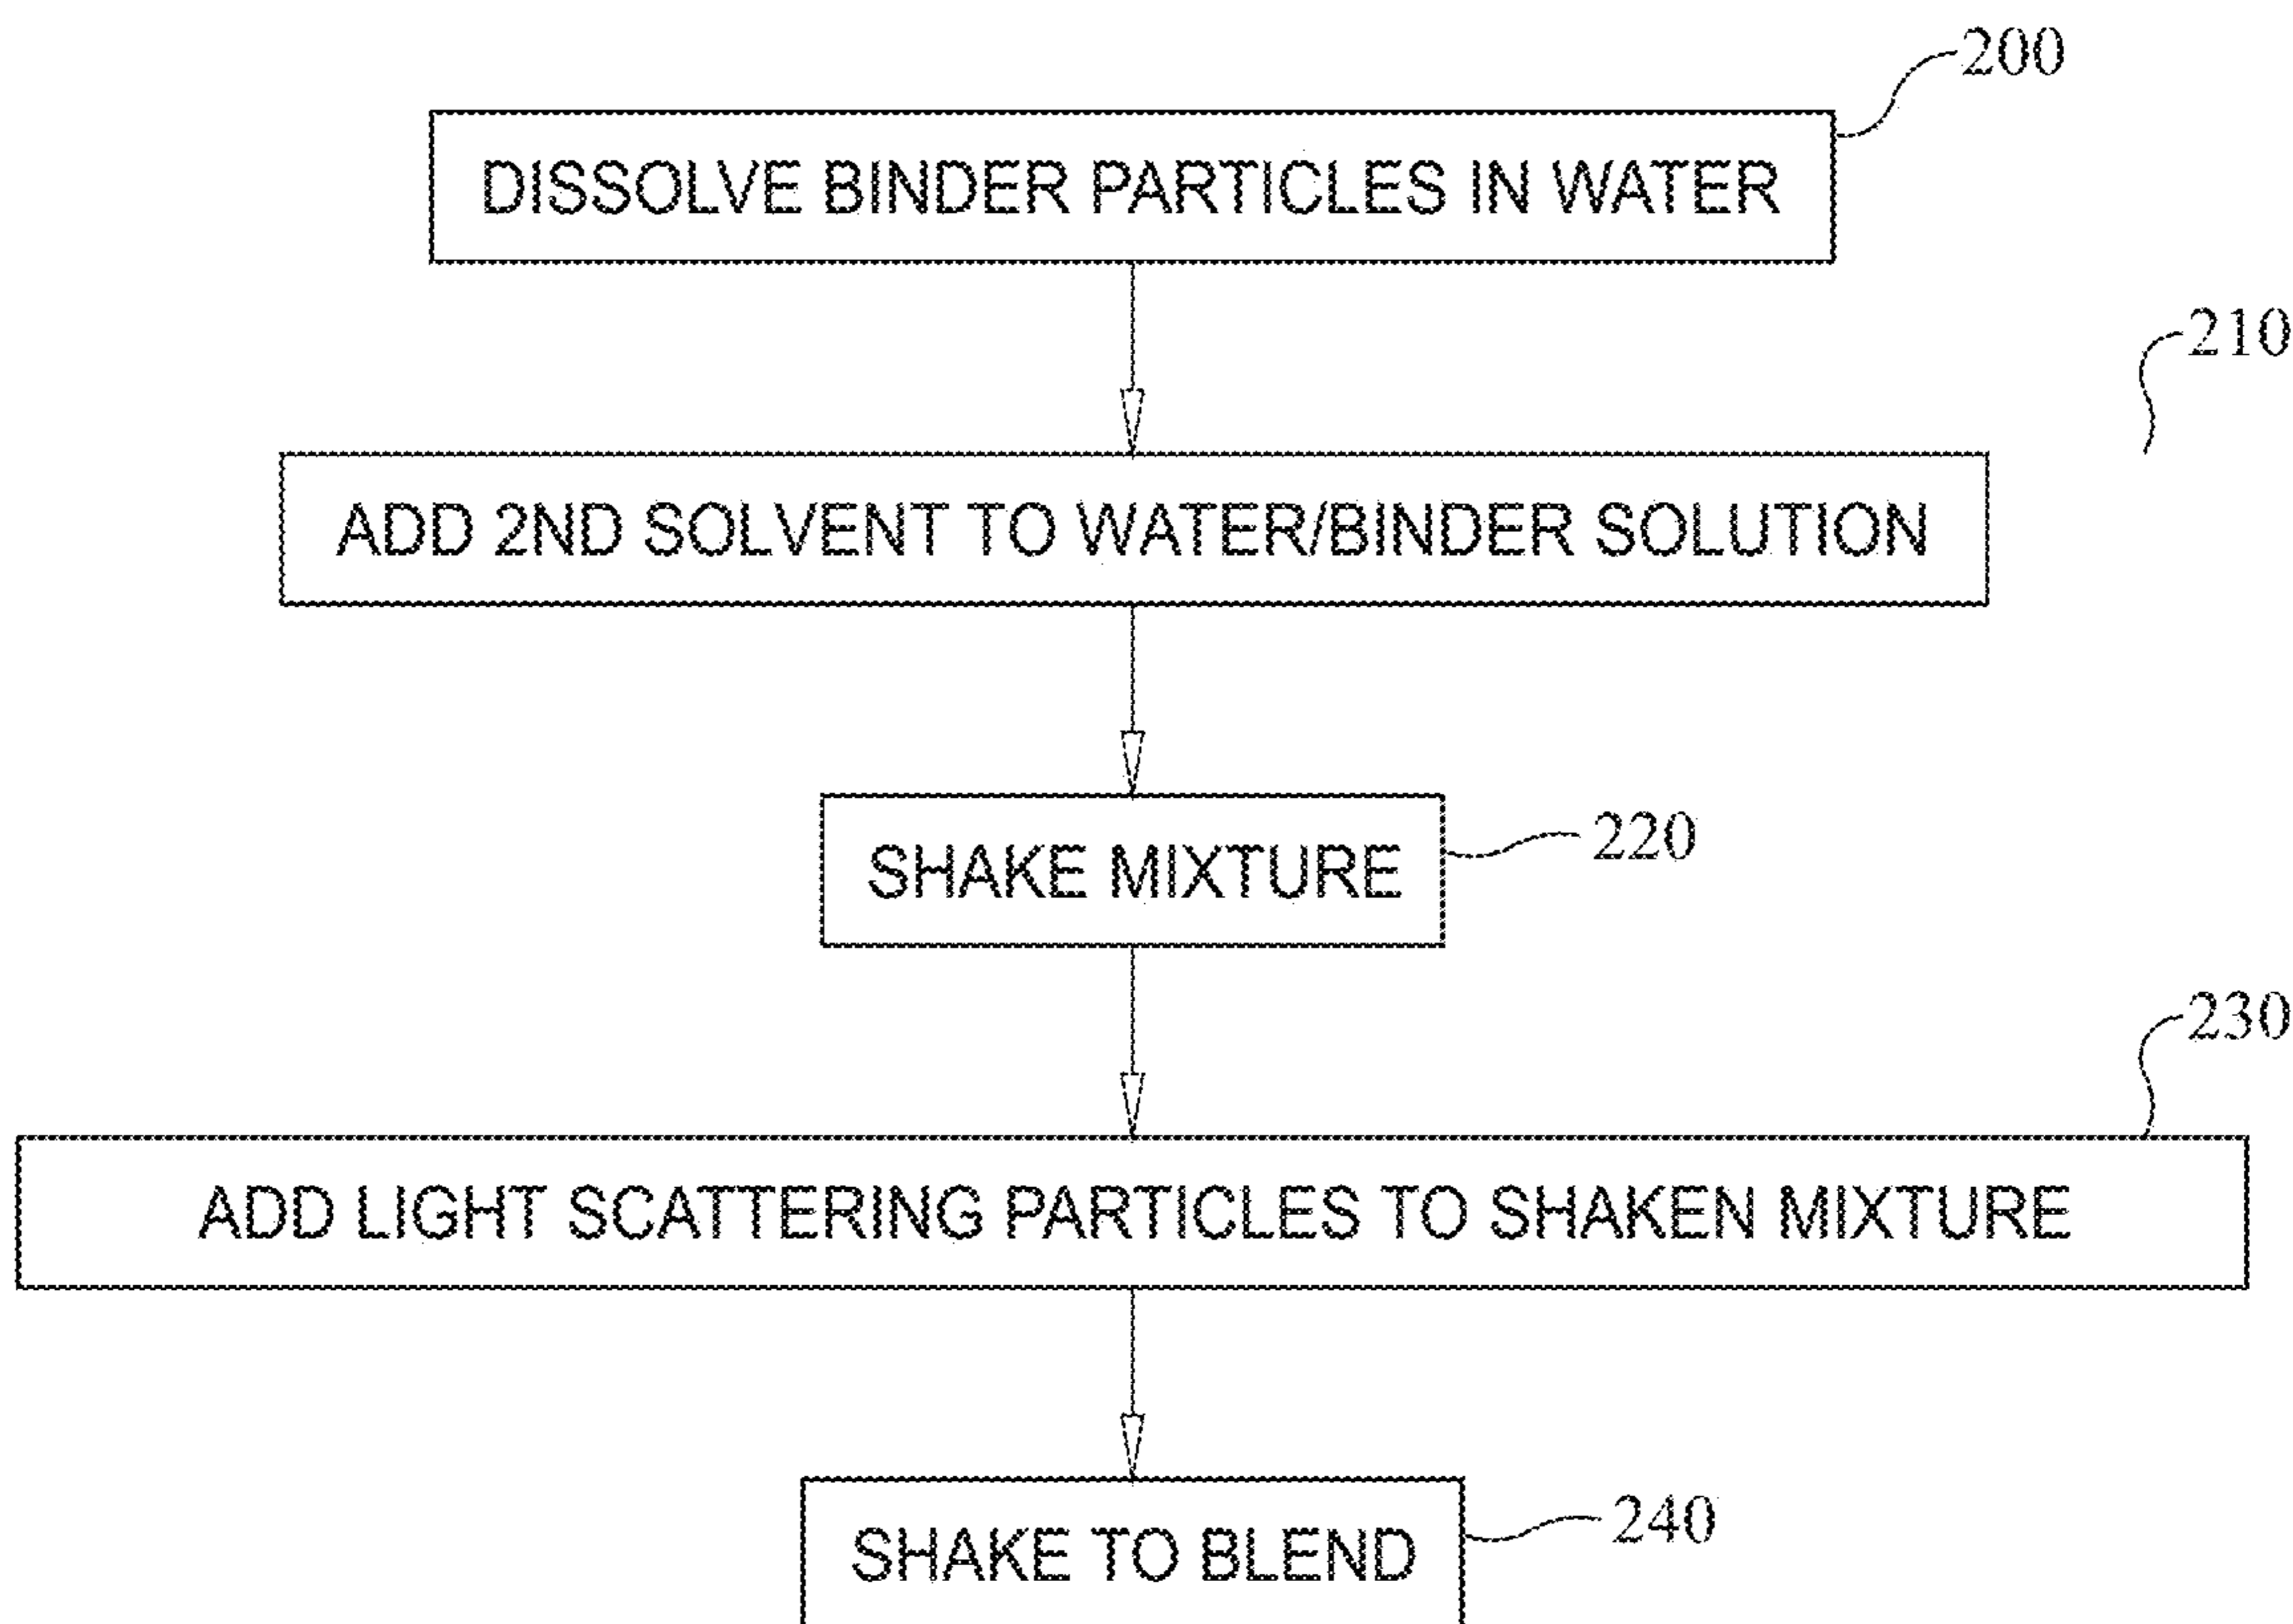 200
DISSOLVE BINDER PARTICLES IN WATER
210
ADD 2ND SOLVENT TO WATER/BINDER SOLUTION
220
SHAKE MIXTURE
230
ADD LIGHT SCATTERING PARTICLES TO SHAKEN MIXTURE
240
SHAKE TO BLEND